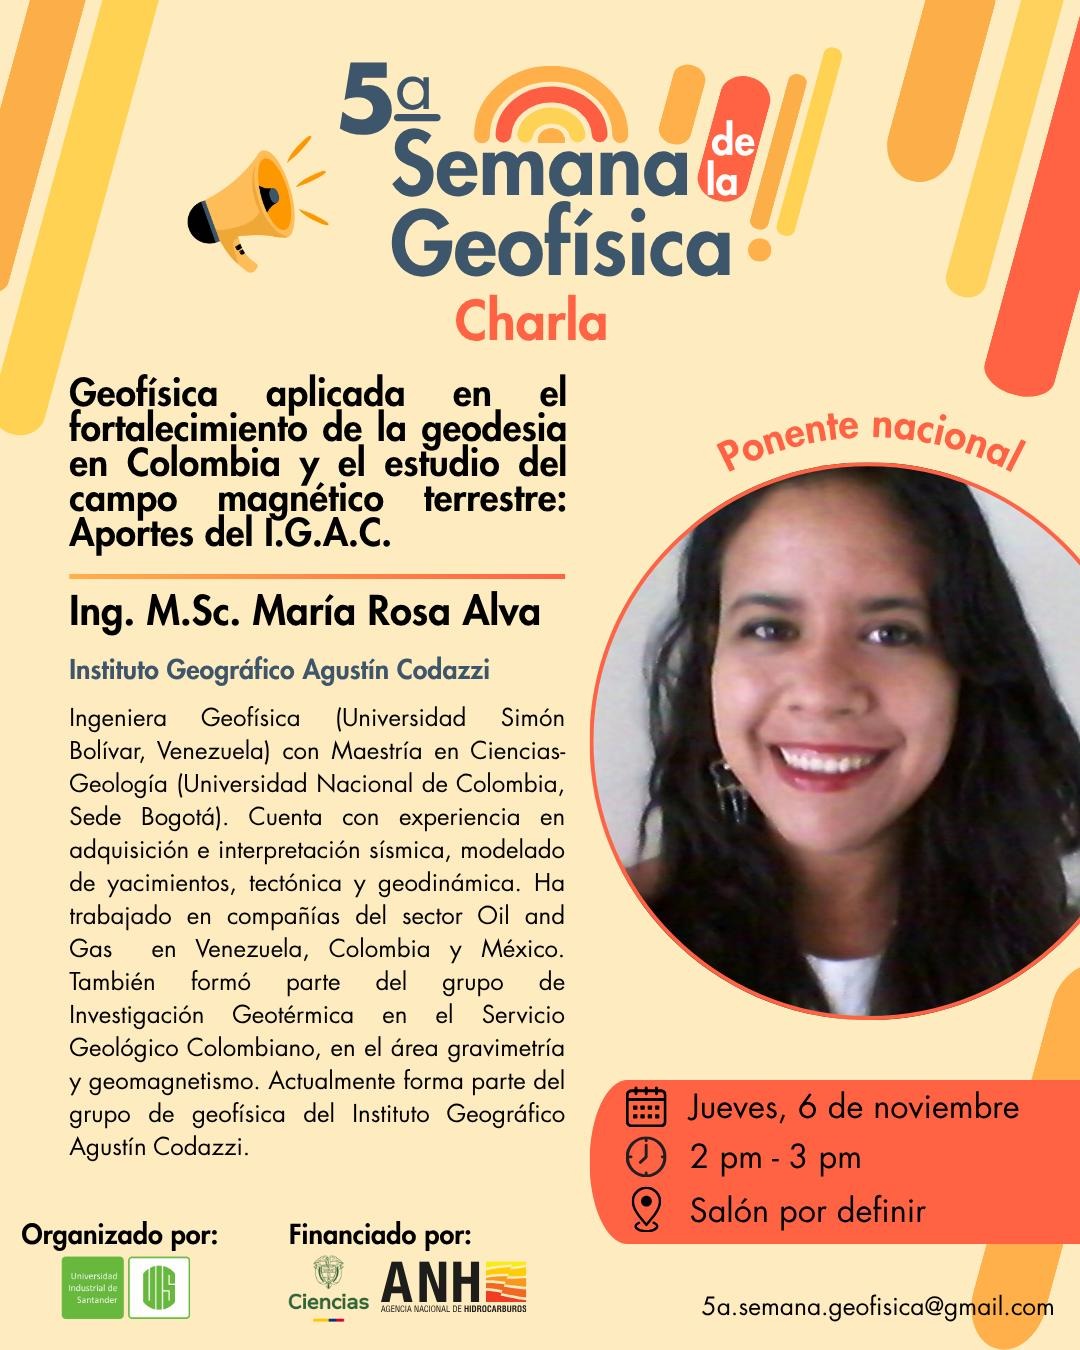 5ª
Semana de la
Geofísica
Charla
Geofísica aplicada en el
fortalecimiento de la geodesia
en Colombia y el estudio del
campo magnético terrestre:
Aportes del I.G.A.C.
Ponente nacional
Ing. M.Sc. María Rosa Alva
Instituto Geográfico Agustín Codazzi
Ingeniera Geofísica (Universidad Simón
Bolívar, Venezuela) con Maestría en Ciencias-
Geología (Universidad Nacional de Colombia,
Sede Bogotá). Cuenta con experiencia en
adquisición e interpretación sísmica, modelado
de yacimientos, tectónica y geodinámica. Ha
trabajado en compañías del sector Oil and
Gas en Venezuela, Colombia y México.
También formó parte del grupo de
Investigación Geotérmica en el Servicio
Geológico Colombiano, en el área gravimetría
y geomagnetismo. Actualmente forma parte del
grupo de geofísica del Instituto Geográfico
Agustín Codazzi.
Jueves, 6 de noviembre
2 pm - 3 pm
Salón por definir
Organizado por:
Universidad
Industrial de
Santander
UIS
Financiado por:
Ciencias
ANH
AGENCIA NACIONAL DE HIDROCARBUROS
5a.semana.geofisica@gmail.com